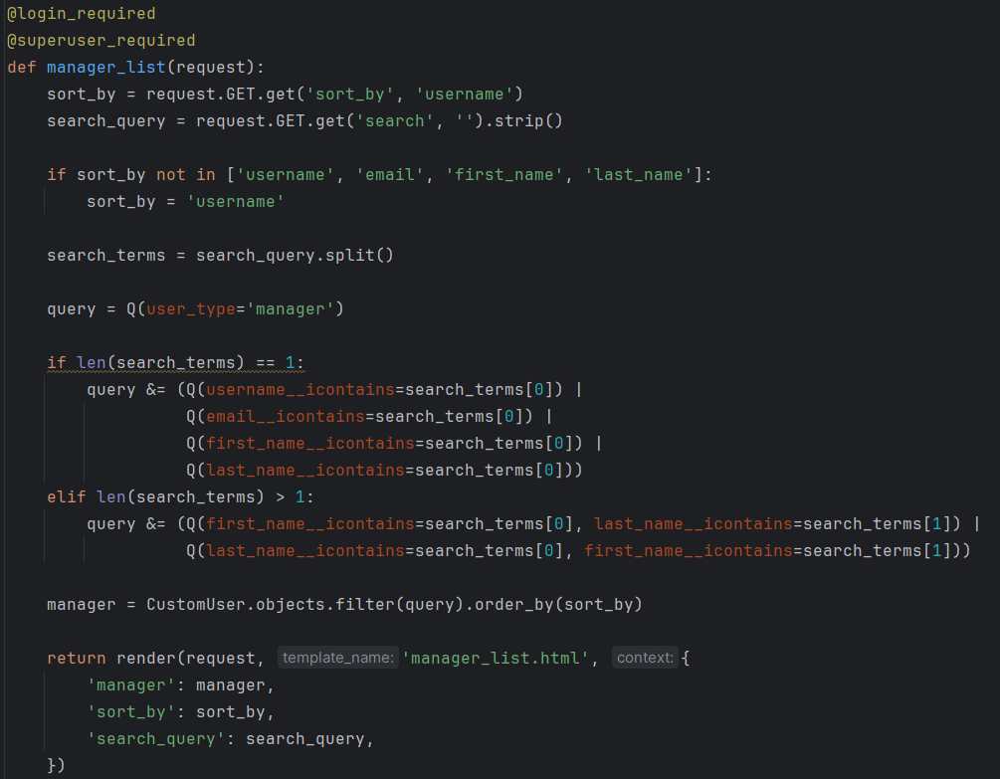 @login_required
@superuser_required
def manager_list(request):
    sort_by = request.GET.get('sort_by', 'username')
    search_query = request.GET.get('search', '').strip()

    if sort_by not in ['username', 'email', 'first_name', 'last_name']:
        sort_by = 'username'

    search_terms = search_query.split()

    query = Q(user_type='manager')

    if len(search_terms) == 1:
        query &= (Q(username__icontains=search_terms[0]) |
                  Q(email__icontains=search_terms[0]) |
                  Q(first_name__icontains=search_terms[0]) |
                  Q(last_name__icontains=search_terms[0]))
    elif len(search_terms) > 1:
        query &= (Q(first_name__icontains=search_terms[0], last_name__icontains=search_terms[1]) |
                  Q(last_name__icontains=search_terms[0], first_name__icontains=search_terms[1]))

    manager = CustomUser.objects.filter(query).order_by(sort_by)

    return render(request, template_name: 'manager_list.html', context: {
        'manager': manager,
        'sort_by': sort_by,
        'search_query': search_query,
    })